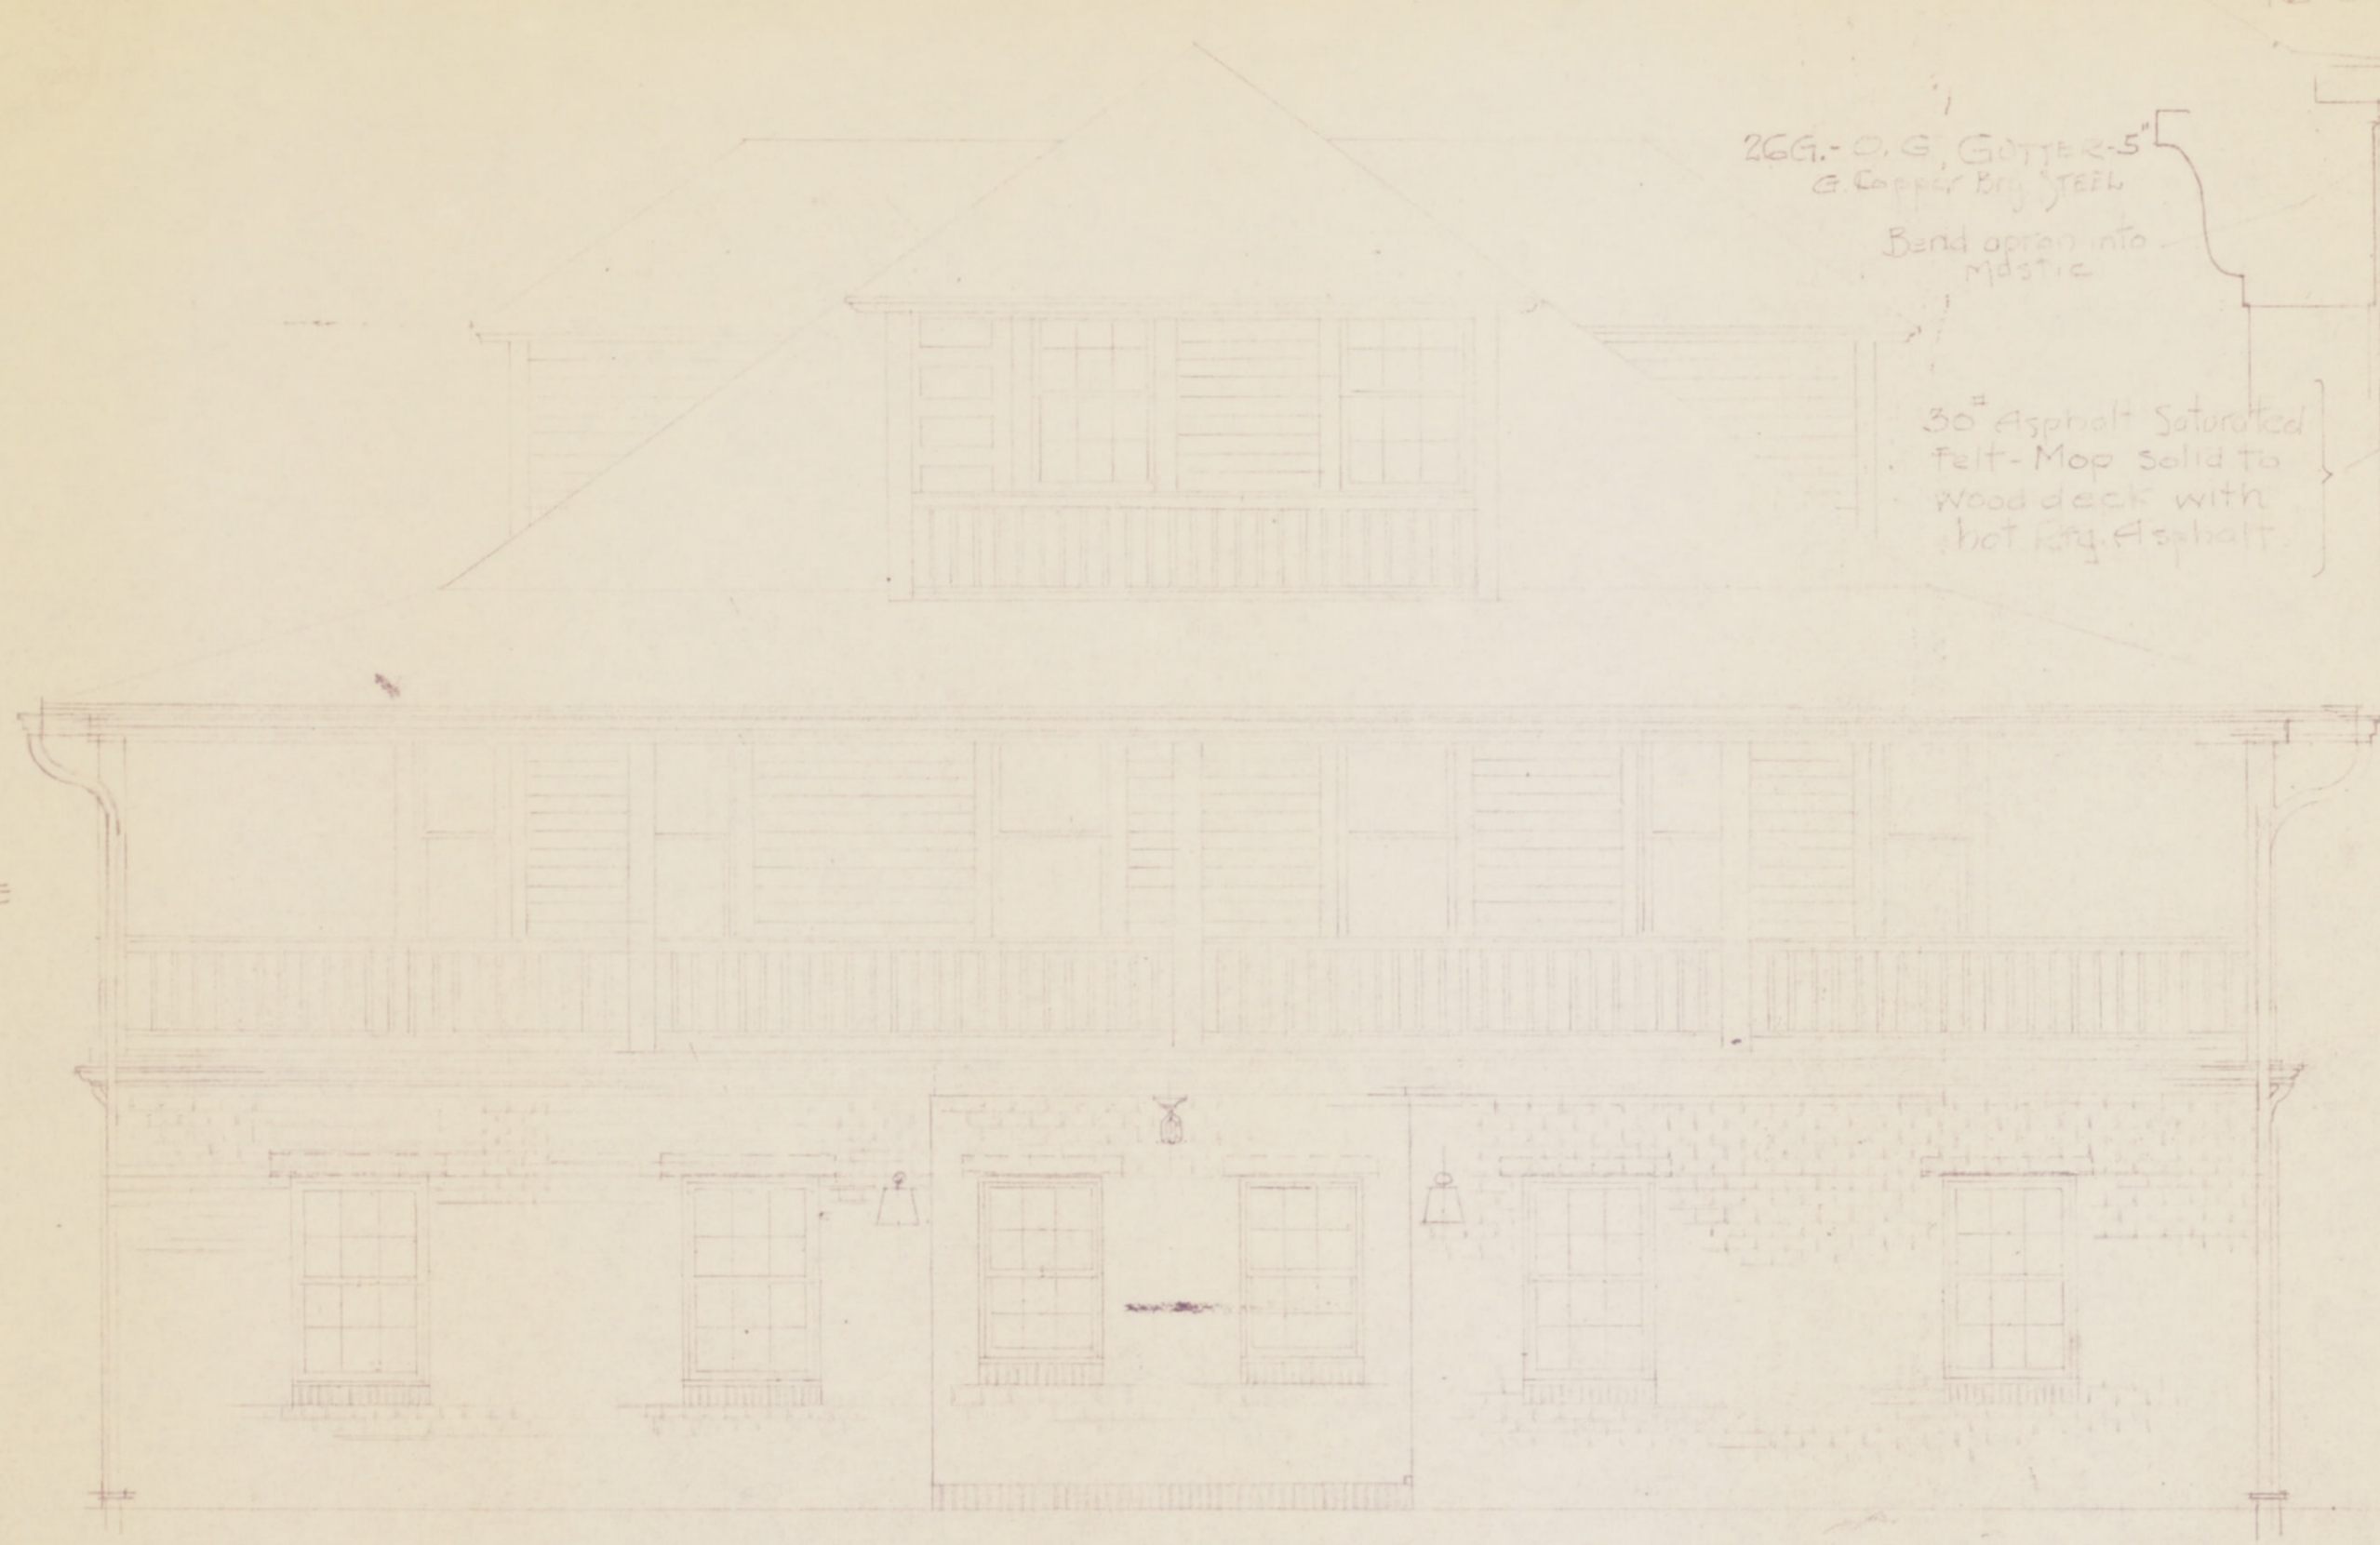 26G.- O.G. GUTTER-5"
G. Copper Brg STEEL
Bend apron into
Mastic
30# Asphalt Saturated
Felt - Mop solid to
wood deck with
hot Asphalt.